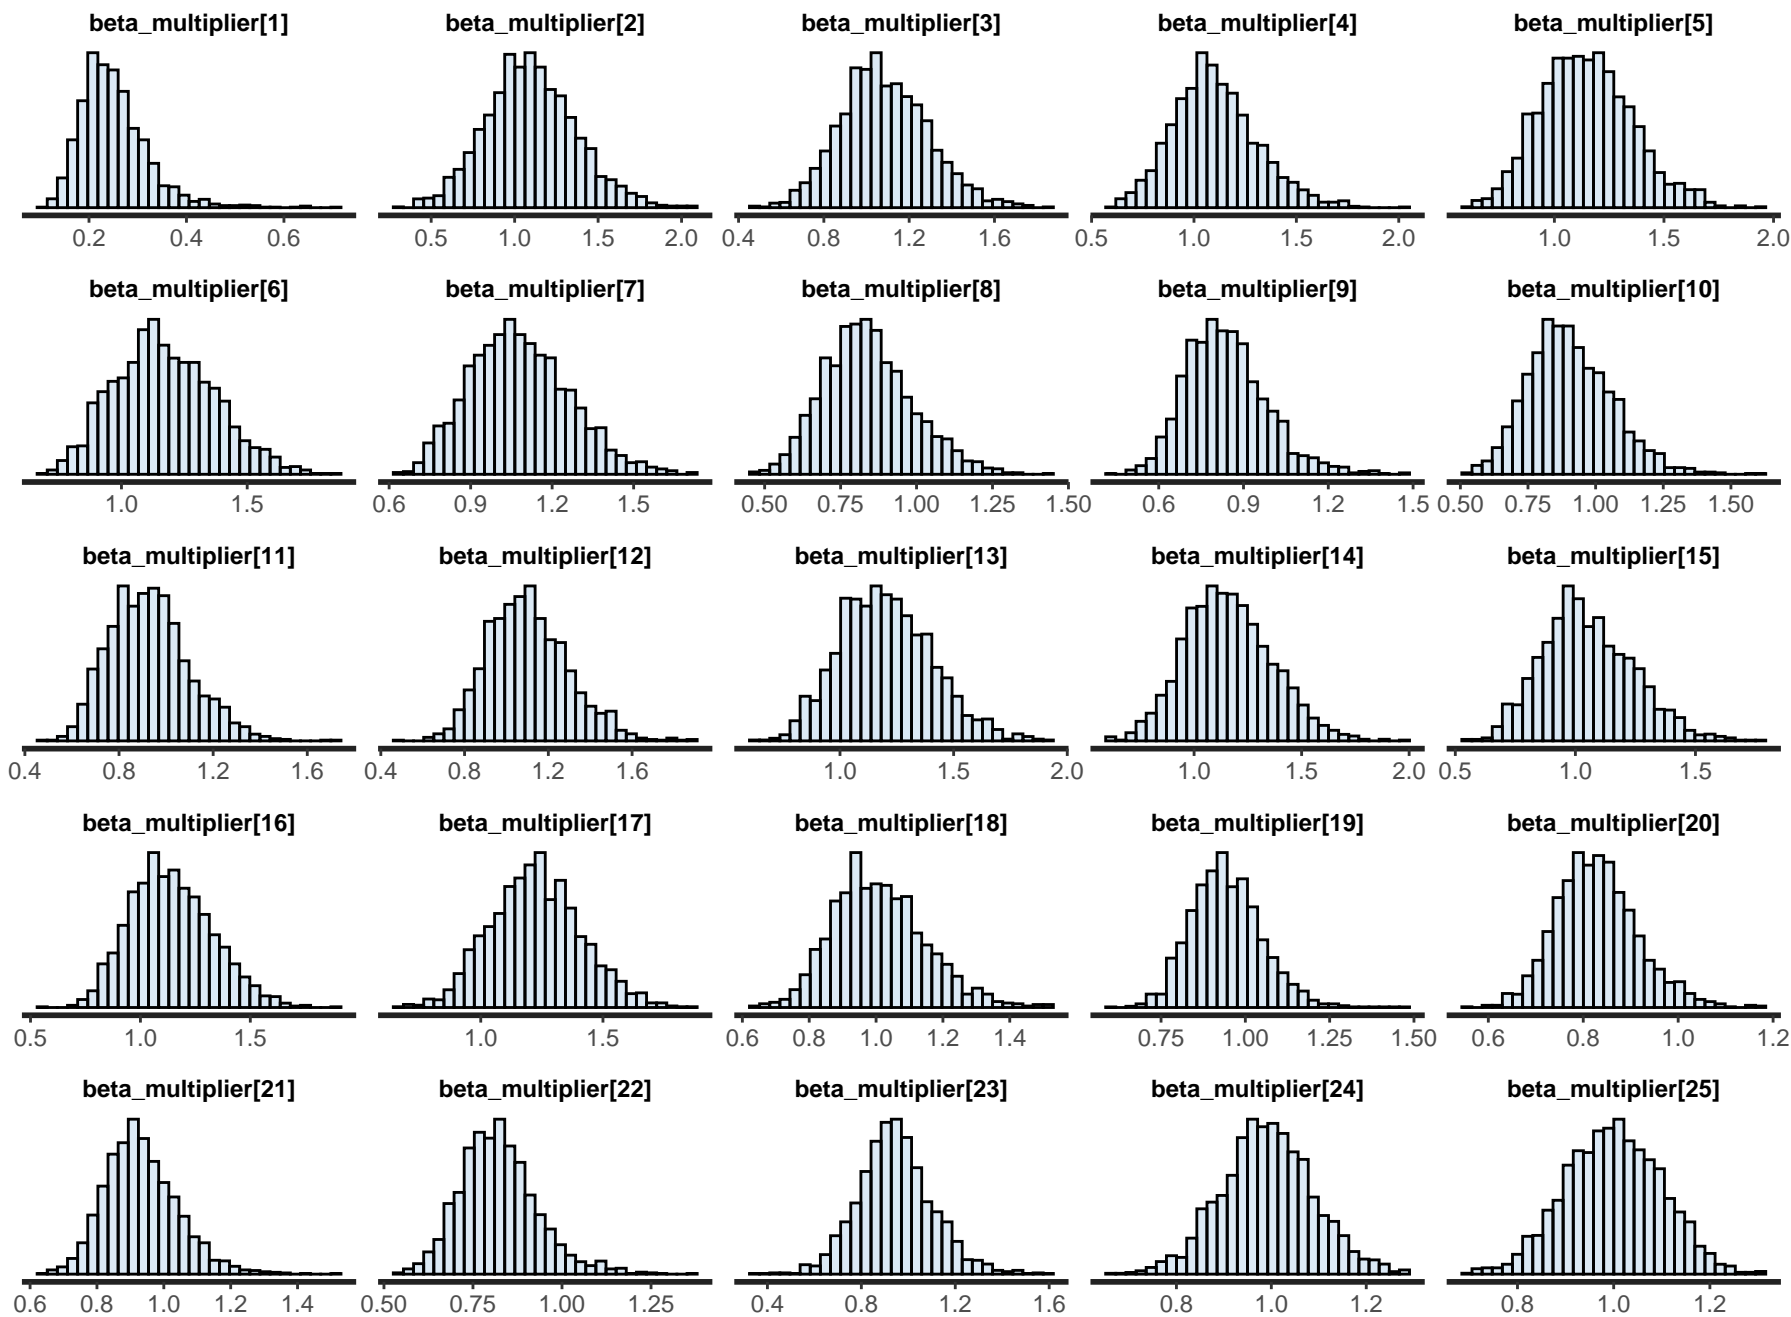 beta_multiplier[1] beta_multiplier[2] beta_multiplier[3] beta_multiplier[4] beta_multiplier[5]
0.2 0.4 0.6 0.5 1.0 1.5 2.0 0.4 0.8 1.2 1.6 0.5 1.0 1.5 2.0 1.0 1.5 2.0
beta_multiplier[6] beta_multiplier[7] beta_multiplier[8] beta_multiplier[9] beta_multiplier[10]
1.0 1.5 0.6 0.9 1.2 1.5 0.50 0.75 1.00 1.25 1.50 0.6 0.9 1.2 1.5 0.50 0.75 1.00 1.25 1.50
beta_multiplier[11] beta_multiplier[12] beta_multiplier[13] beta_multiplier[14] beta_multiplier[15]
0.4 0.8 1.2 1.6 0.4 0.8 1.2 1.6 1.0 1.5 2.0 1.0 1.5 2.0 0.5 1.0 1.5
beta_multiplier[16] beta_multiplier[17] beta_multiplier[18] beta_multiplier[19] beta_multiplier[20]
0.5 1.0 1.5 1.0 1.5 0.6 0.8 1.0 1.2 1.4 0.75 1.00 1.25 1.50 0.6 0.8 1.0 1.2
beta_multiplier[21] beta_multiplier[22] beta_multiplier[23] beta_multiplier[24] beta_multiplier[25]
0.6 0.8 1.0 1.2 1.4 0.50 0.75 1.00 1.25 0.4 0.8 1.2 1.6 0.8 1.0 1.2 0.8 1.0 1.2